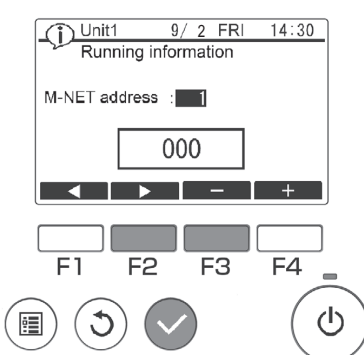 Unit1 9/ 2 FRI 14:30
Running information
M-NET address : 1
000
◀ ▶ − +
F1 F2 F3 F4